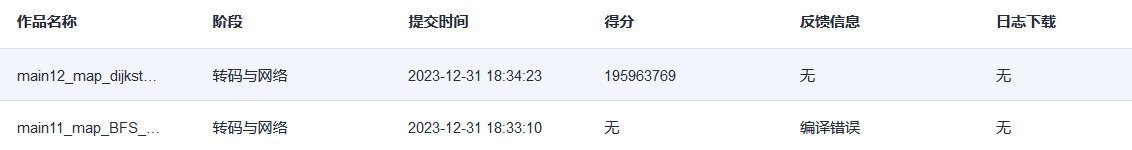 作品名称 阶段 提交时间 得分 反馈信息 日志下载
main12_map_dijkst... 转码与网络 2023-12-31 18:34:23 195963769 无 无
main11_map_BFS_... 转码与网络 2023-12-31 18:33:10 无 编译错误 无